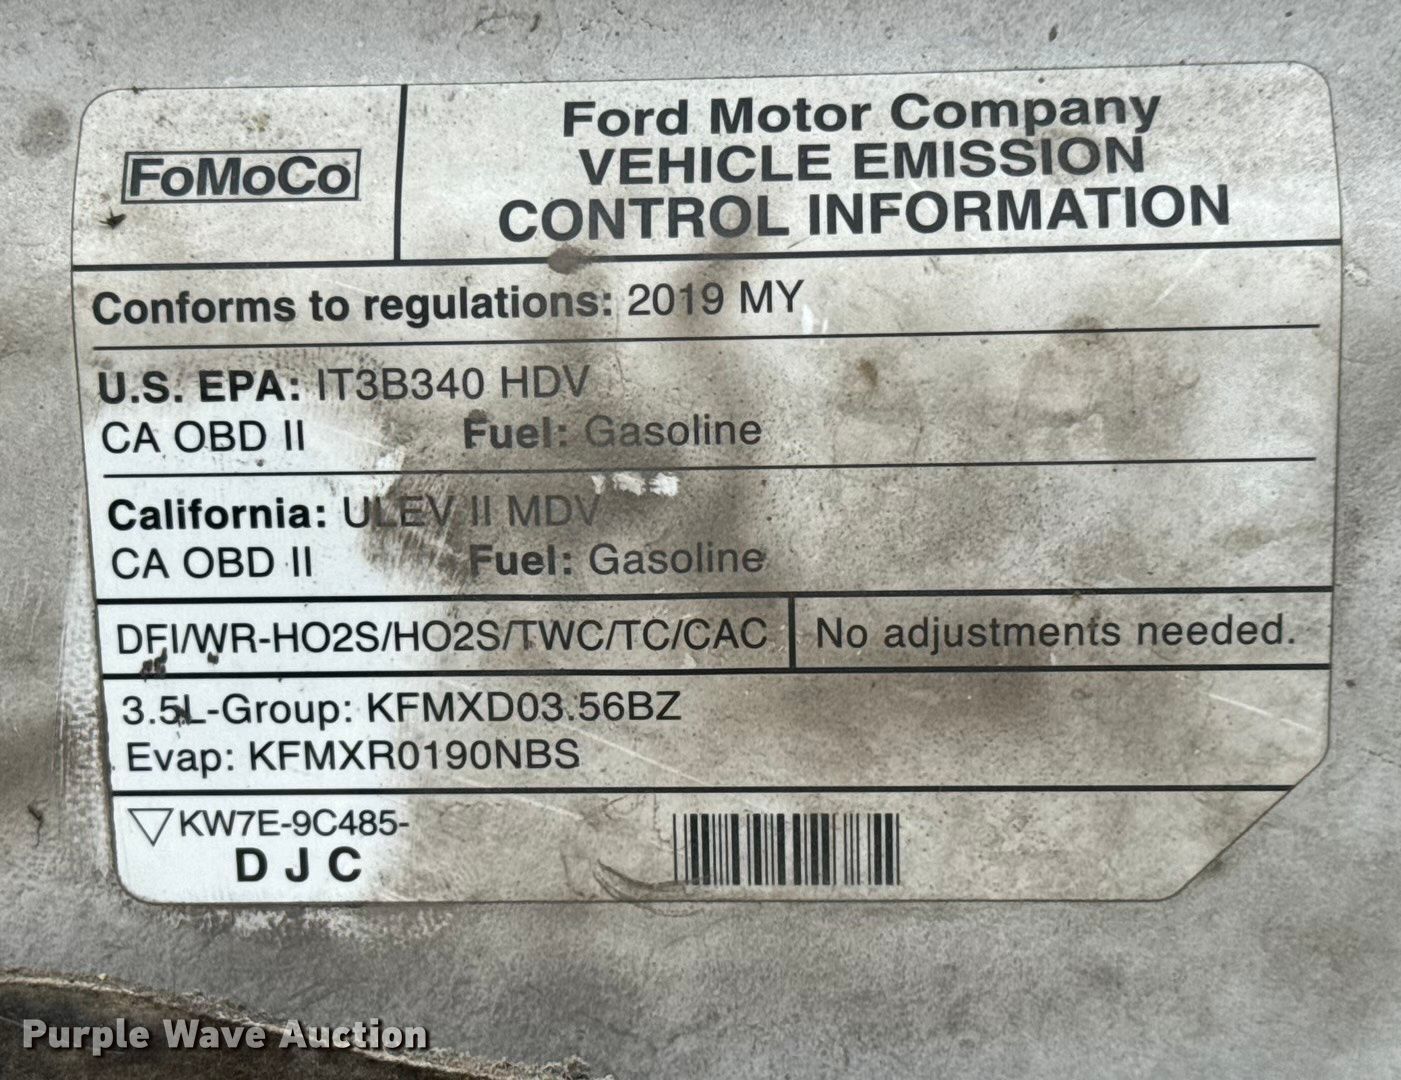 FoMoCo
Ford Motor Company
VEHICLE EMISSION
CONTROL INFORMATION
Conforms to regulations: 2019 MY
U.S. EPA: IT3B340 HDV
CA OBD II Fuel: Gasoline
California: ULEV II MDV
CA OBD II Fuel: Gasoline
DFI/WR-HO2S/HO2S/TWC/TC/CAC No adjustments needed.
3.5L-Group: KFMXD03.56BZ
Evap: KFMXR0190NBS
KW7E-9C485-
D J C
Purple Wave Auction